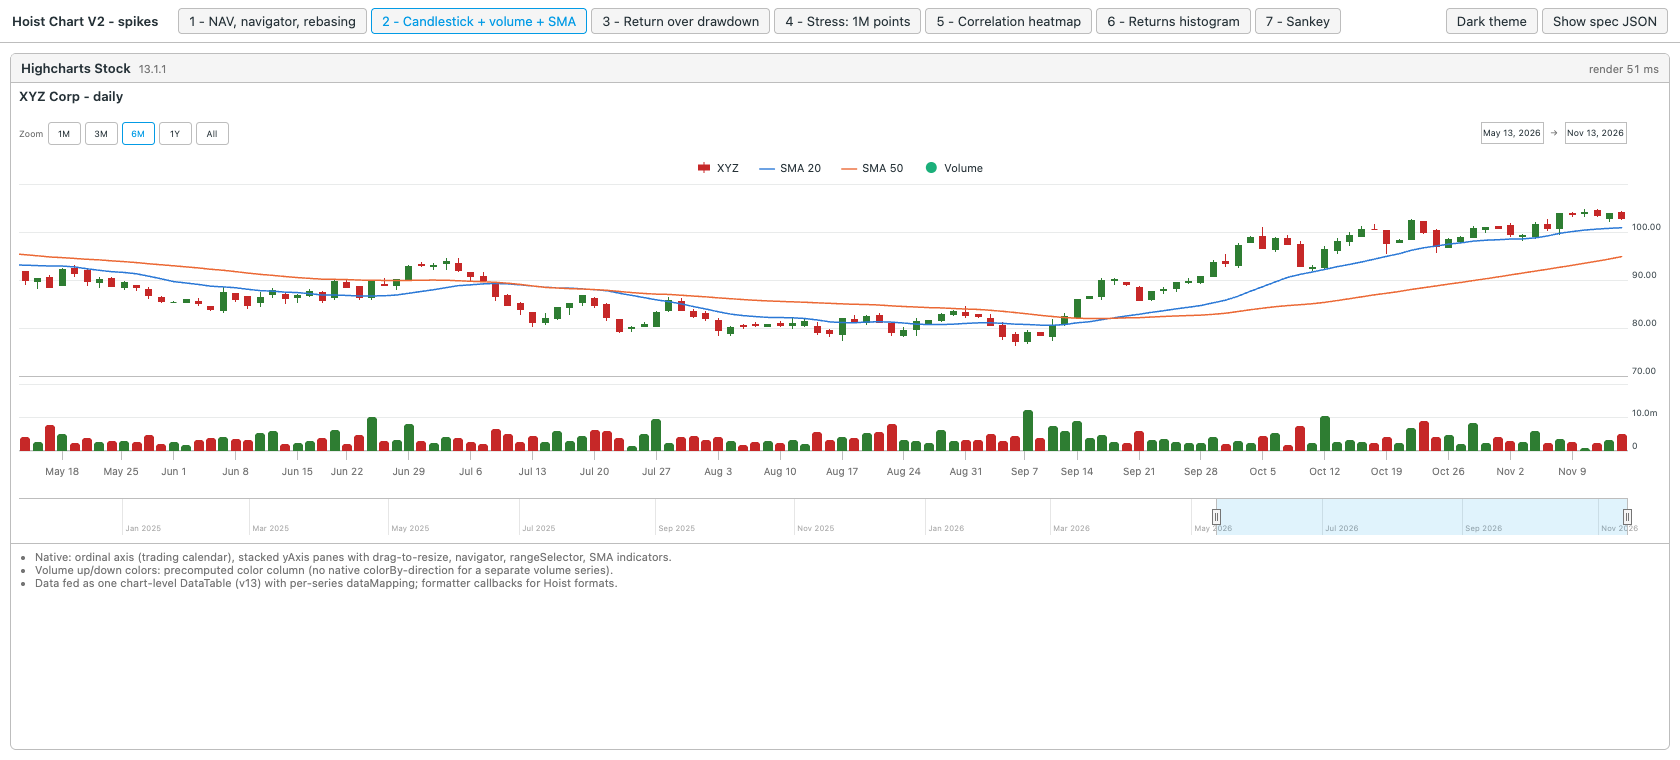 Hoist Chart V2 - spikes
1 - NAV, navigator, rebasing
2 - Candlestick + volume + SMA
3 - Return over drawdown
4 - Stress: 1M points
5 - Correlation heatmap
6 - Returns histogram
7 - Sankey
Dark theme
Show spec JSON
Highcharts Stock 13.1.1
render 51 ms
XYZ Corp - daily
Zoom 1M 3M 6M 1Y All
May 13, 2026 → Nov 13, 2026
XYZ SMA 20 SMA 50 Volume
100.00
90.00
80.00
70.00
10.0m
0
May 18 May 25 Jun 1 Jun 8 Jun 15 Jun 22 Jun 29 Jul 6 Jul 13 Jul 20 Jul 27 Aug 3 Aug 10 Aug 17 Aug 24 Aug 31 Sep 7 Sep 14 Sep 21 Sep 28 Oct 5 Oct 12 Oct 19 Oct 26 Nov 2 Nov 9
Jan 2025 Mar 2025 May 2025 Jul 2025 Sep 2025 Nov 2025 Jan 2026 Mar 2026 May 2026 Jul 2026 Sep 2026 Nov 2026
• Native: ordinal axis (trading calendar), stacked yAxis panes with drag-to-resize, navigator, rangeSelector, SMA indicators.
• Volume up/down colors: precomputed color column (no native colorBy-direction for a separate volume series).
• Data fed as one chart-level DataTable (v13) with per-series dataMapping; formatter callbacks for Hoist formats.